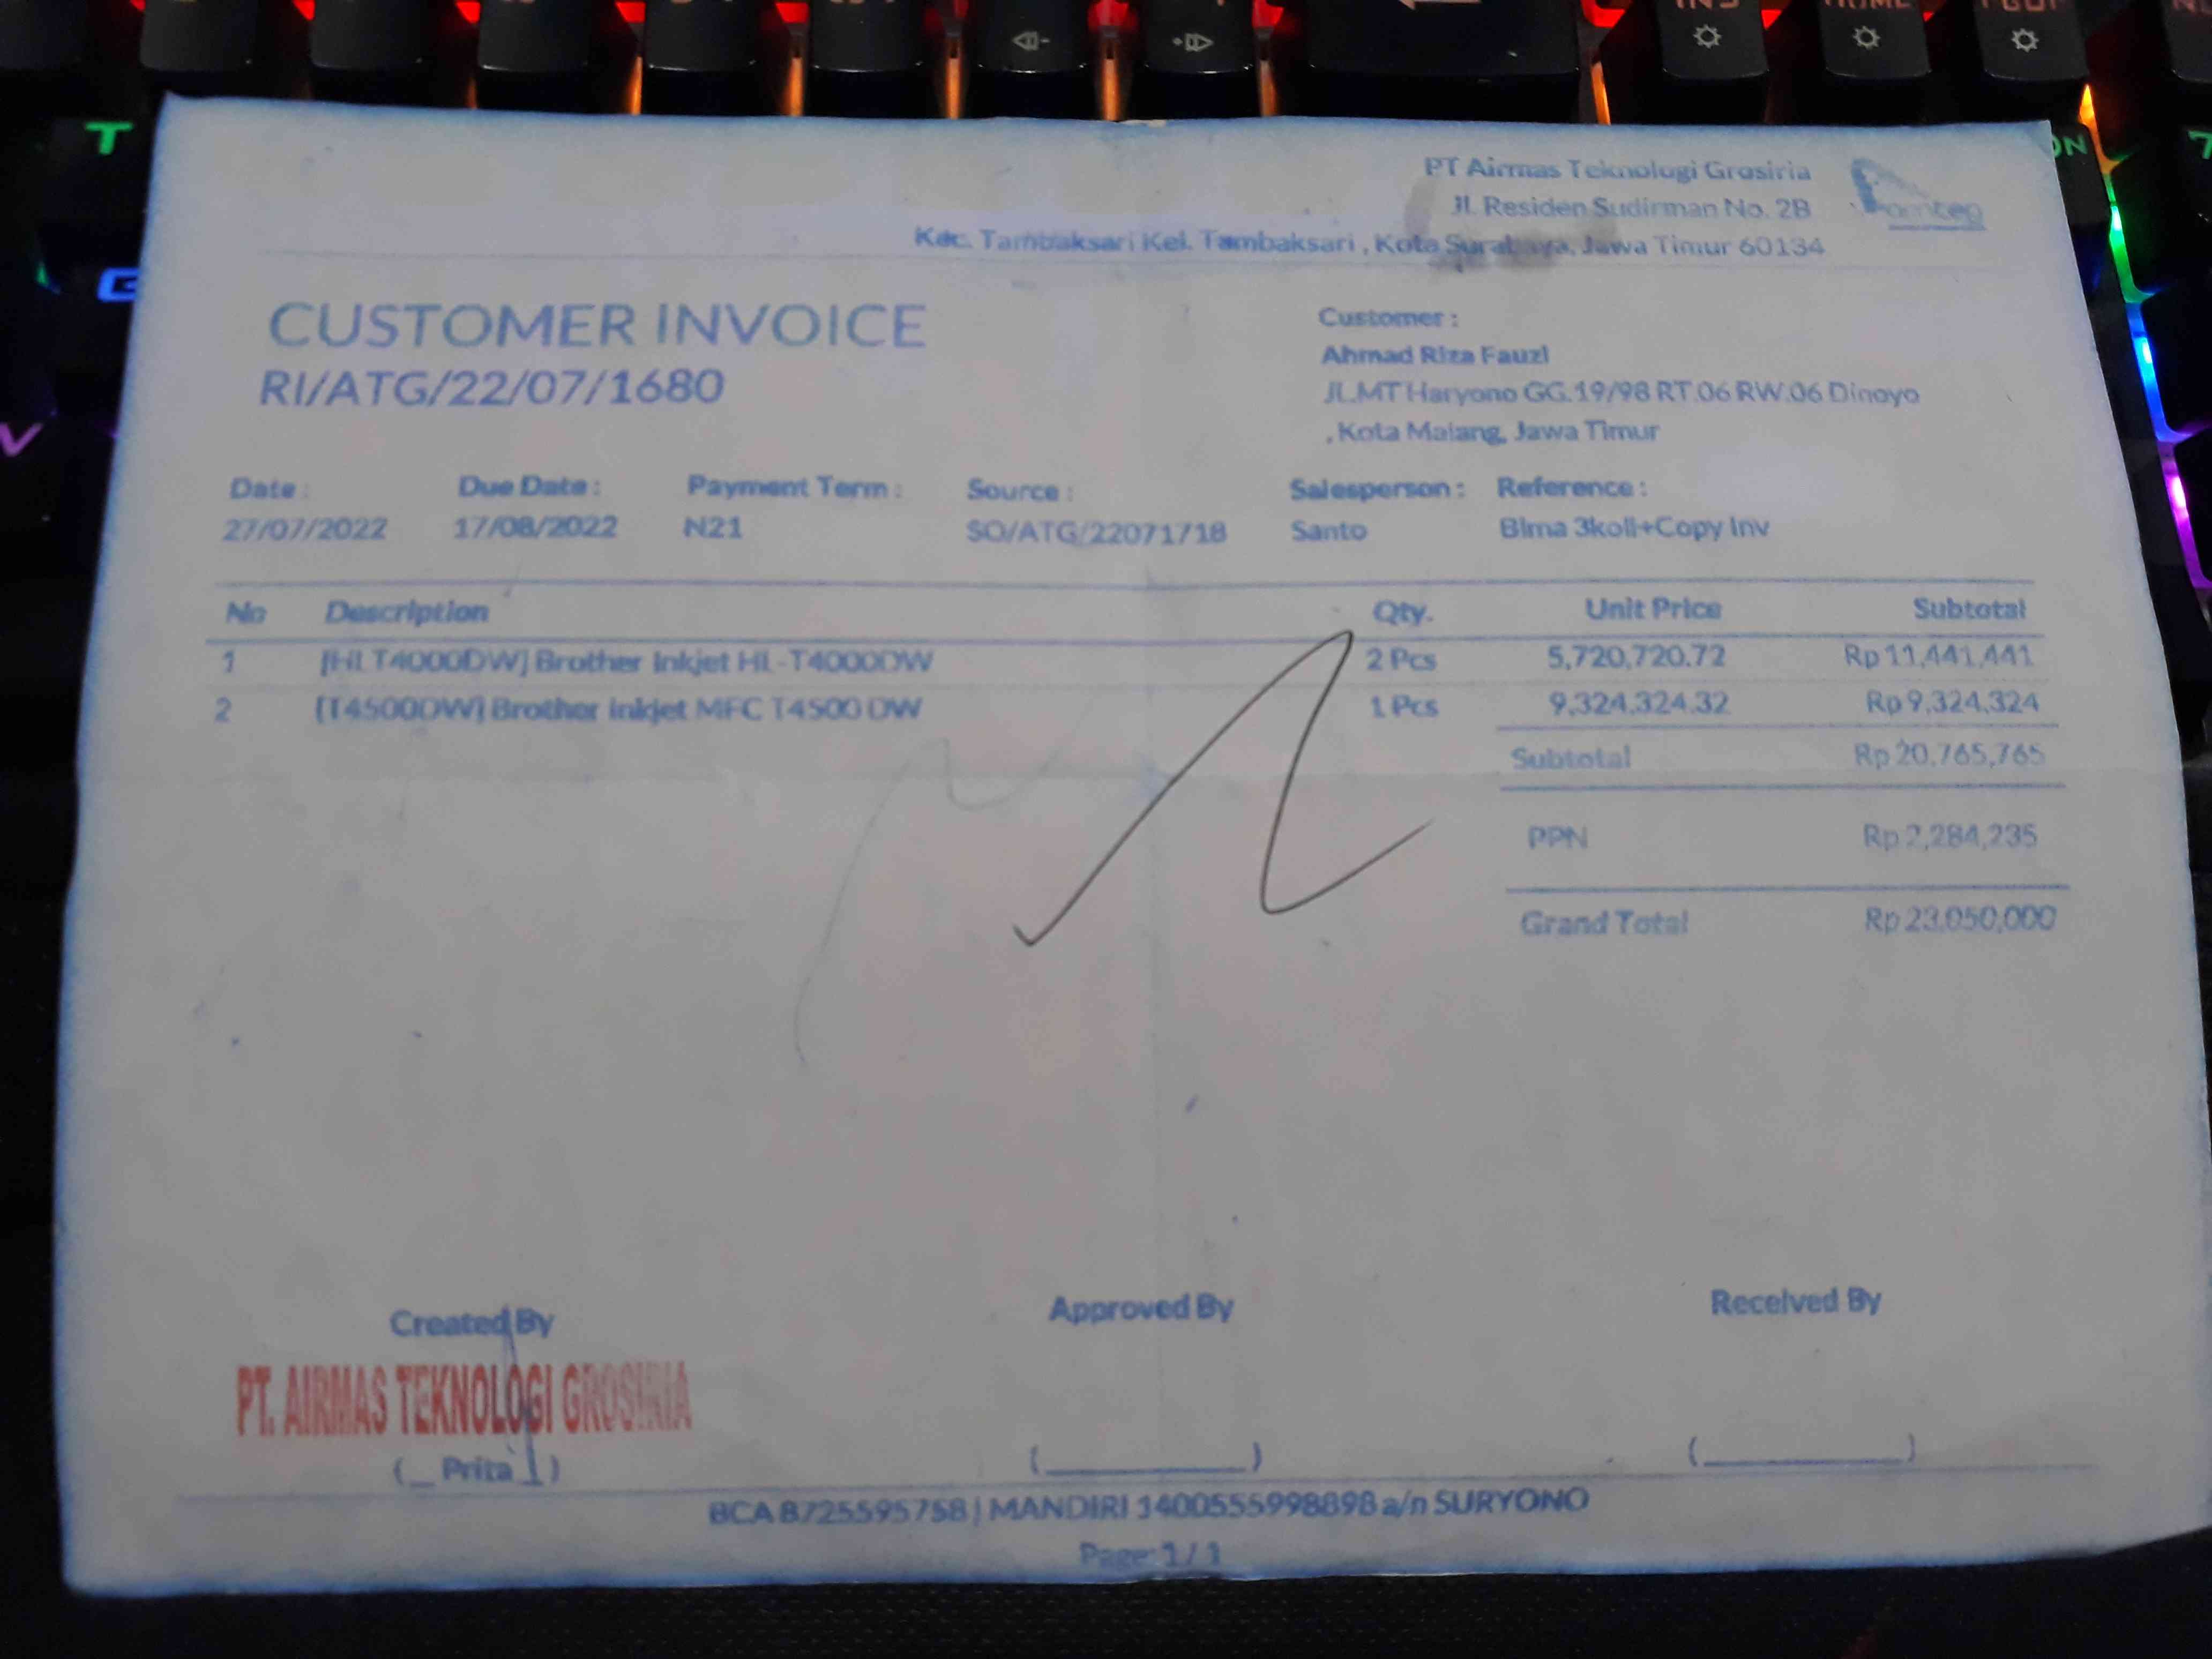 PT Airmas Teknologi Grosiria
Jl. Residen Sudirman No. 2B
Kec. Tambaksari Kel. Tambaksari , Kota Surabaya, Jawa Timur 60134
CUSTOMER INVOICE
RI/ATG/22/07/1680
Customer :
Ahmad Riza Fauzi
JL.MT Haryono GG.19/98 RT.06 RW.06 Dinoyo
, Kota Malang, Jawa Timur
Date : Due Date : Payment Term : Source : Salesperson : Reference :
27/07/2022 17/08/2022 N21 SO/ATG/22071718 Santo Bima 3koli+Copy Inv
No Description Qty. Unit Price Subtotal
1 [HLT4000DW] Brother Inkjet HL-T4000DW 2 Pcs 5,720,720.72 Rp 11,441,441
2 [T4500DW] Brother Inkjet MFC T4500 DW 1 Pcs 9,324,324.32 Rp 9,324,324
Subtotal Rp 20,765,765
PPN Rp 2,284,235
Grand Total Rp 23,050,000
Created By Approved By Received By
PT. AIRMAS TEKNOLOGI GROSIRIA
(_ Prita _) (__________) (__________)
BCA 8725595758 | MANDIRI 1400555998898 a/n SURYONO
Page: 1 / 1